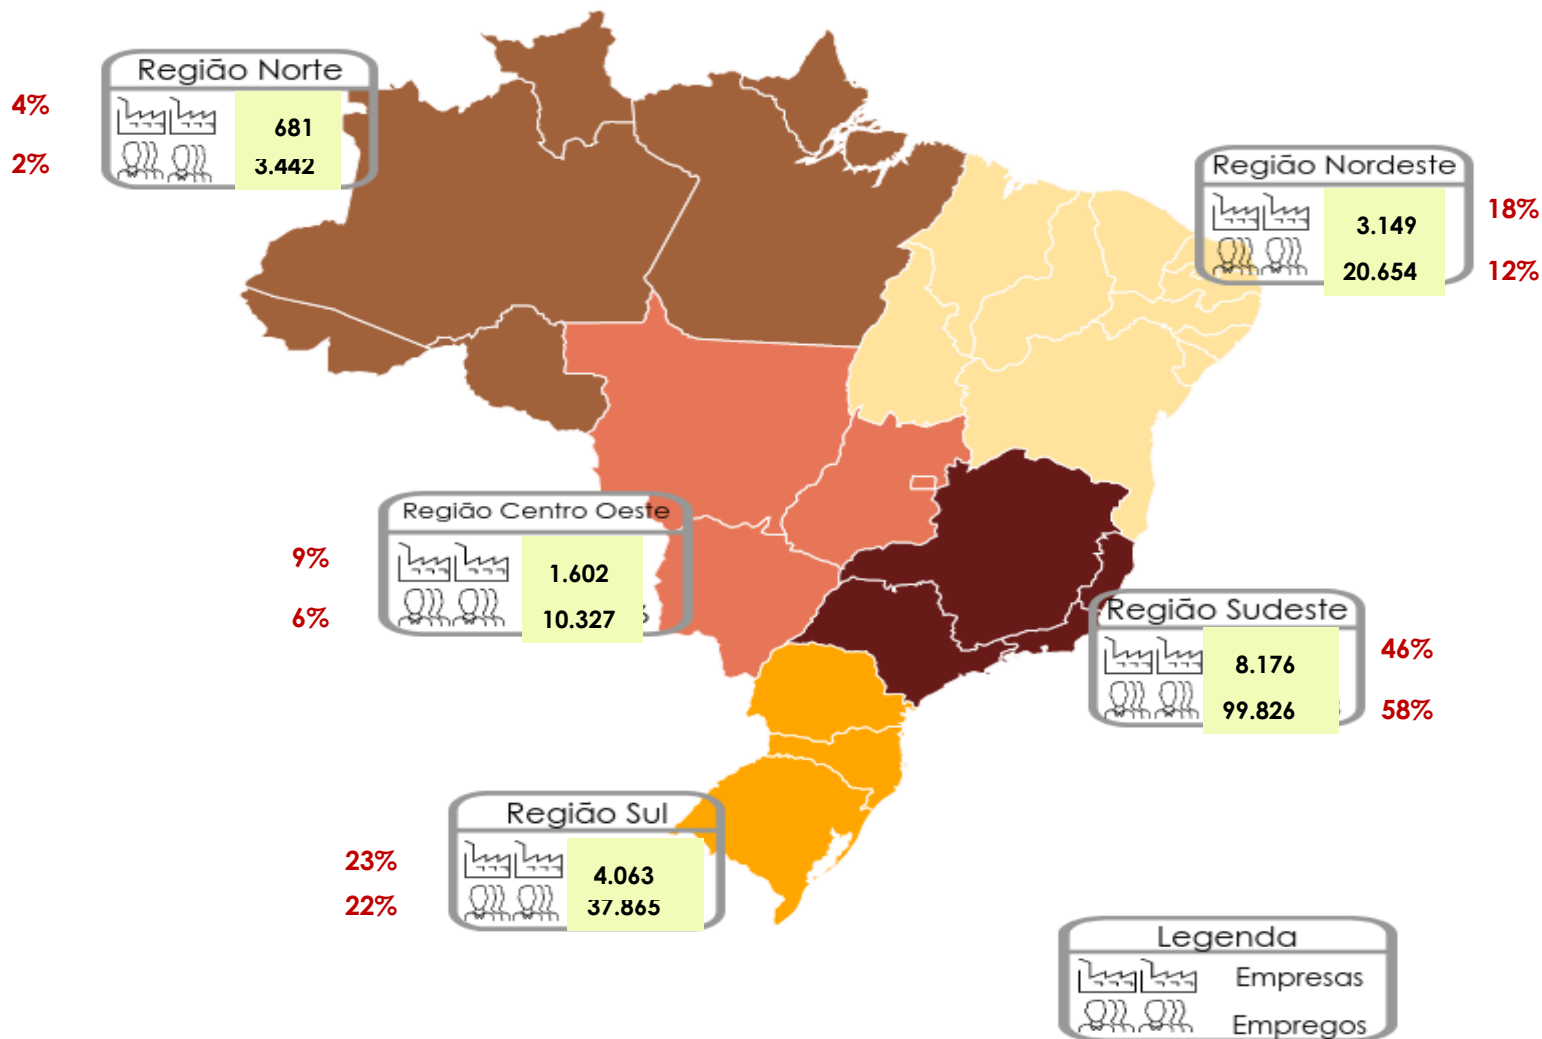 Região Norte
4%
681
2%
3.442
Região Nordeste
3.149
18%
20.654
12%
Região Centro Oeste
9%
1.602
6%
10.327
Região Sudeste
8.176
46%
99.826
58%
Região Sul
23%
4.063
22%
37.865
Legenda
Empresas
Empregos